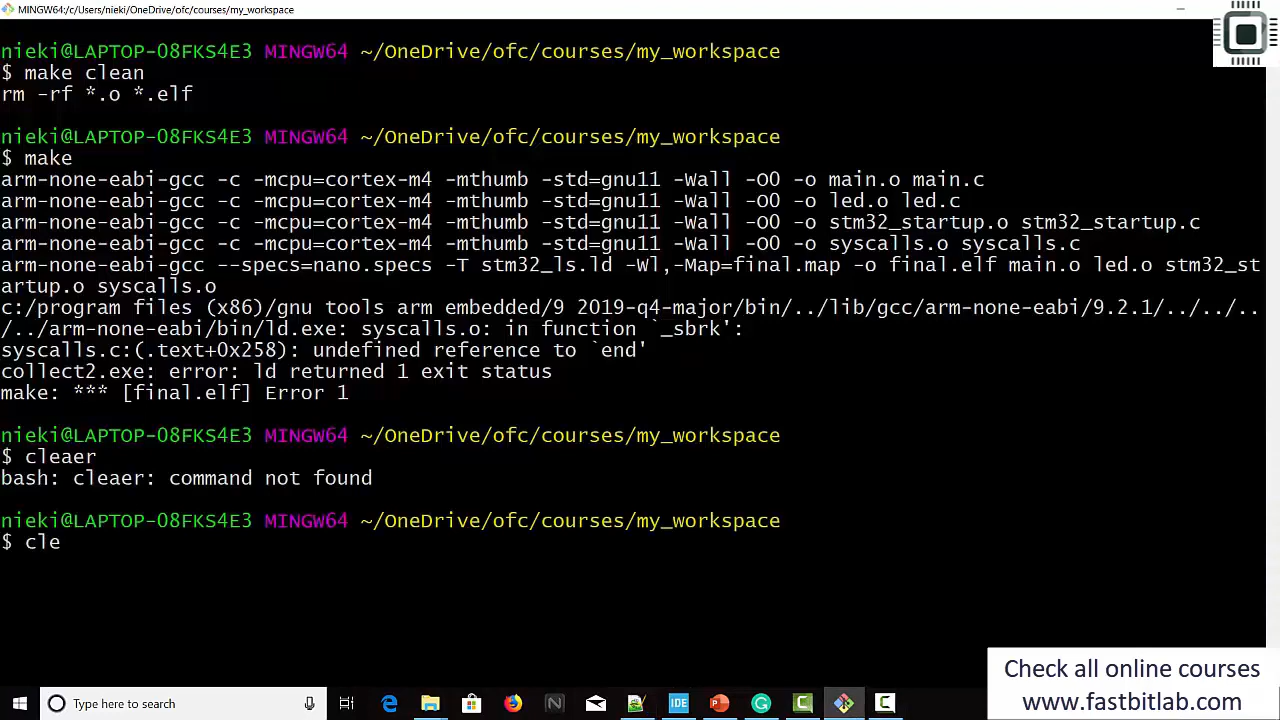 MINGW64:/c/Users/nieki/OneDrive/ofc/courses/my_workspace
nieki@LAPTOP-O8FKS4E3 MINGW64 ~/OneDrive/ofc/courses/my_workspace
$ make clean
rm -rf *.o *.elf
nieki@LAPTOP-O8FKS4E3 MINGW64 ~/OneDrive/ofc/courses/my_workspace
$ make
arm-none-eabi-gcc -c -mcpu=cortex-m4 -mthumb -std=gnu11 -Wall -O0 -o main.o main.c
arm-none-eabi-gcc -c -mcpu=cortex-m4 -mthumb -std=gnu11 -Wall -O0 -o led.o led.c
arm-none-eabi-gcc -c -mcpu=cortex-m4 -mthumb -std=gnu11 -Wall -O0 -o stm32_startup.o stm32_startup.c
arm-none-eabi-gcc -c -mcpu=cortex-m4 -mthumb -std=gnu11 -Wall -O0 -o syscalls.o syscalls.c
arm-none-eabi-gcc --specs=nano.specs -T stm32_ls.ld -Wl,-Map=final.map -o final.elf main.o led.o stm32_st
artup.o syscalls.o
c:/program files (x86)/gnu tools arm embedded/9 2019-q4-major/bin/../lib/gcc/arm-none-eabi/9.2.1/../../..
/../arm-none-eabi/bin/ld.exe: syscalls.o: in function `_sbrk':
syscalls.c:(.text+0x258): undefined reference to `end'
collect2.exe: error: ld returned 1 exit status
make: *** [final.elf] Error 1
nieki@LAPTOP-O8FKS4E3 MINGW64 ~/OneDrive/ofc/courses/my_workspace
$ cleaer
bash: cleaer: command not found
nieki@LAPTOP-O8FKS4E3 MINGW64 ~/OneDrive/ofc/courses/my_workspace
$ cle
Check all online courses
www.fastbitlab.com
Type here to search
IDE